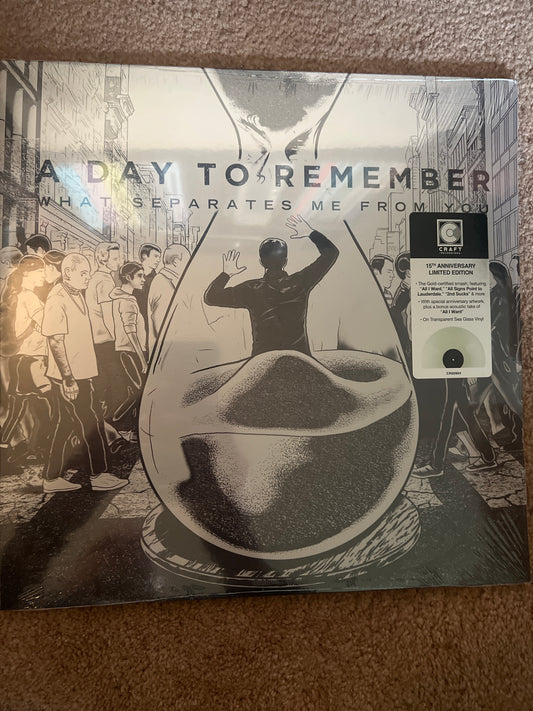 A DAY TO REMEMBER
WHAT SEPARATES ME FROM YOU
C
CRAFT
RECORDINGS
15TH ANNIVERSARY
LIMITED EDITION
• The Gold-certified smash, featuring
"All I Want," "All Signs Point to
Lauderdale," "2nd Sucks" & more
• With special anniversary artwork,
plus a bonus acoustic take of
"All I Want"
• On Transparent Sea Glass Vinyl